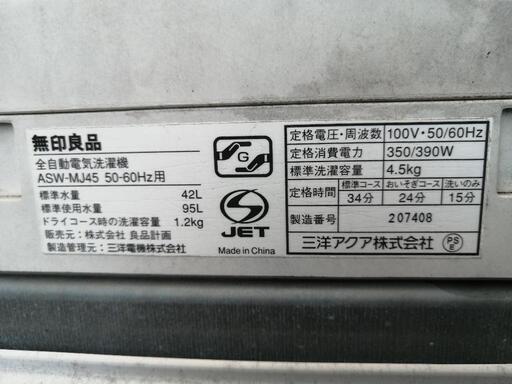 無印良品
全自動電気洗濯機
ASW-MJ45 50-60Hz用
標準水量 42L
標準使用水量 95L
ドライコース時の洗濯容量 1.2kg
販売元:株式会社 良品計画
製造管理元:三洋電機株式会社
G
S
JET
Made in China
定格電圧・周波数 100V・50/60Hz
定格消費電力 350/390W
標準洗濯容量 4.5kg
定格時間 標準コース おいそぎコース 洗いのみ
34分 24分 15分
製造番号 207408
三洋アクア株式会社
PS
E